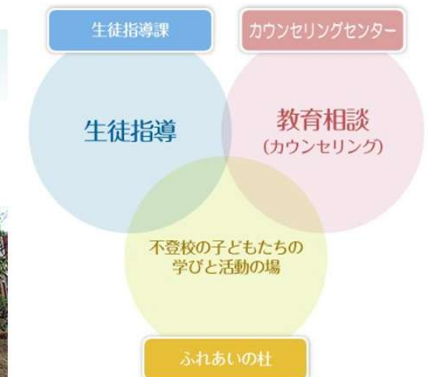 生徒指導課
カウンセリングセンター
生徒指導
教育相談
(カウンセリング)
不登校の子どもたちの
学びと活動の場
ふれあいの杜